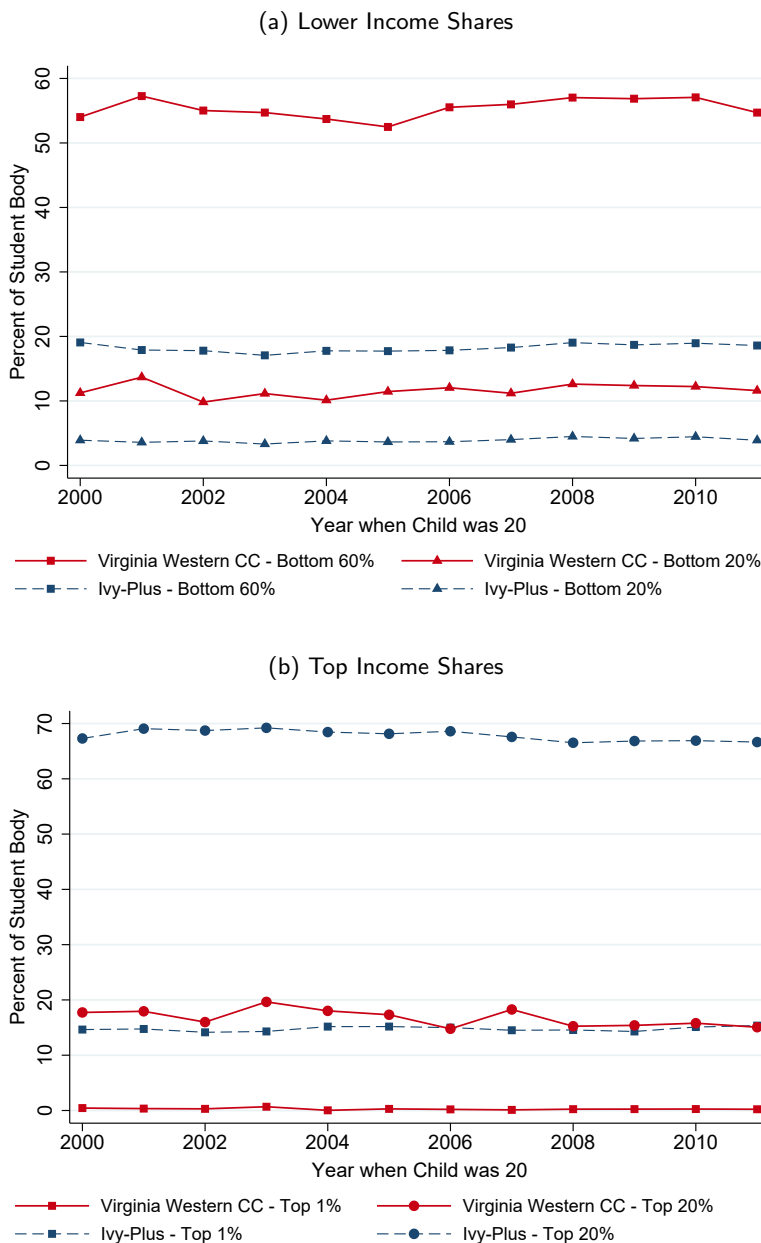 (a) Lower Income Shares
Percent of Student Body
60
50
40
30
20
10
0
2000 2002 2004 2006 2008 2010
Year when Child was 20
Virginia Western CC - Bottom 60% Virginia Western CC - Bottom 20%
Ivy-Plus - Bottom 60% Ivy-Plus - Bottom 20%
(b) Top Income Shares
Percent of Student Body
70
60
50
40
30
20
10
0
2000 2002 2004 2006 2008 2010
Year when Child was 20
Virginia Western CC - Top 1% Virginia Western CC - Top 20%
Ivy-Plus - Top 1% Ivy-Plus - Top 20%